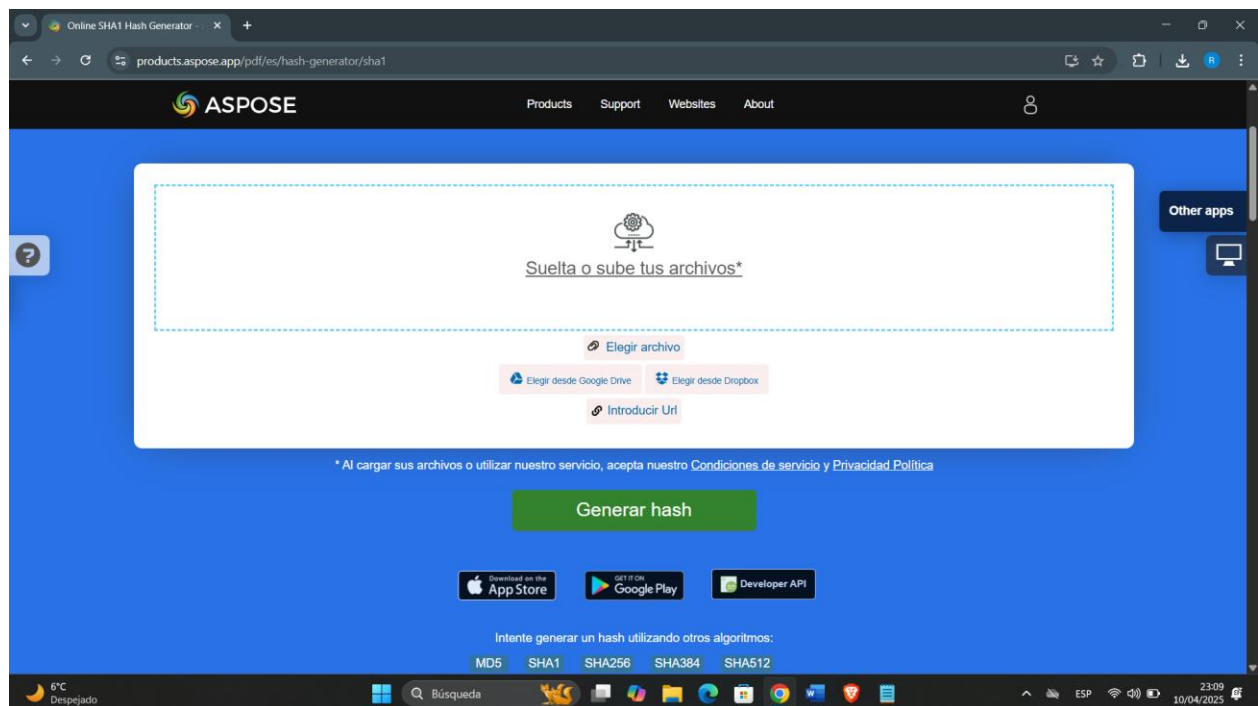 Online SHA1 Hash Generator -
products.aspose.app/pdf/es/hash-generator/sha1
R
ASPOSE
Products Support Websites About
Other apps
?
Suelta o sube tus archivos*
Elegir archivo
Elegir desde Google Drive Elegir desde Dropbox
Introducir Url
* Al cargar sus archivos o utilizar nuestro servicio, acepta nuestro Condiciones de servicio y Privacidad Política
Generar hash
Download on the App Store
GET IT ON Google Play
Developer API
Intente generar un hash utilizando otros algoritmos:
MD5 SHA1 SHA256 SHA384 SHA512
6°C
Despejado
Búsqueda
ESP
23:09
10/04/2025